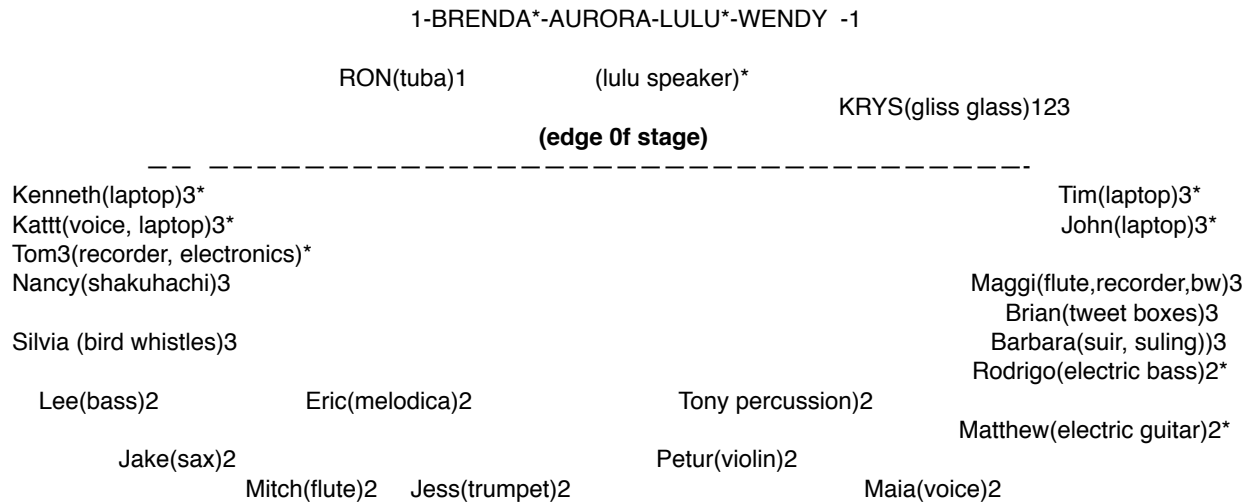 1-BRENDA*-AURORA-LULU*-WENDY -1
RON(tuba)1 (lulu speaker)*
KRYS(gliss glass)123
(edge 0f stage)
—— ——————————————————————————-
Kenneth(laptop)3* Tim(laptop)3*
Kattt(voice, laptop)3* John(laptop)3*
Tom3(recorder, electronics)*
Nancy(shakuhachi)3 Maggi(flute,recorder,bw)3
Brian(tweet boxes)3
Silvia (bird whistles)3 Barbara(suir, suling))3
Rodrigo(electric bass)2*
Lee(bass)2 Eric(melodica)2 Tony percussion)2
Matthew(electric guitar)2*
Jake(sax)2 Petur(violin)2
Mitch(flute)2 Jess(trumpet)2 Maia(voice)2